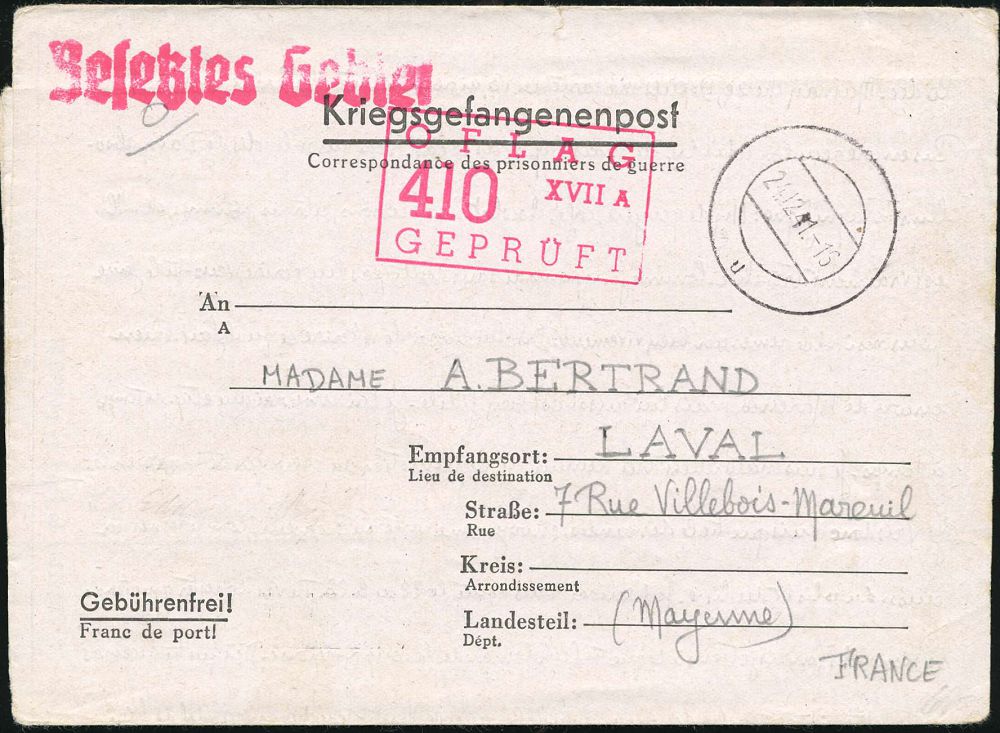 Besetztes Gebiet
Kriegsgefangenenpost
Correspondance des prisonniers de guerre
OFLAG
410 XVII A
GEPRÜFT
24.12.41.-16
n
An
A
MADAME A. BERTRAND
Empfangsort: LAVAL
Lieu de destination
Straße: 7 Rue Villebois-Mareuil
Rue
Kreis:
Arrondissement
Gebührenfrei!
Franc de port!
Landesteil: (Mayenne)
Dépt.
FRANCE